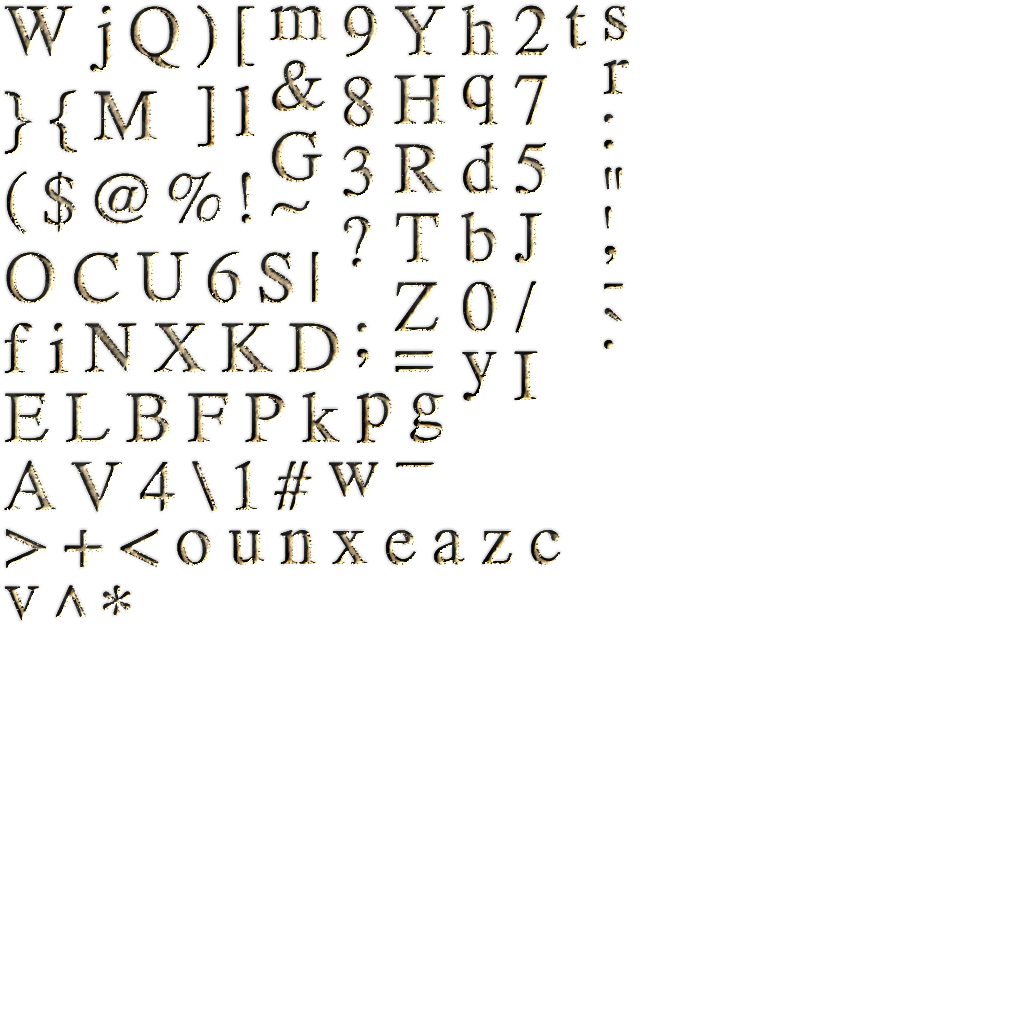 W j Q ) [ m 9 Y h 2 t s
} { M ] l & 8 H q 7 r
( $ @ % ! G 3 R d 5 :
~ ? T b J "
O C U 6 S | Z 0 / '
f i N X K D ; = y I ,
E L B F P k p g -
A V 4 \ 1 # w _ `
> + < o u n x e a z c .
v ^ *